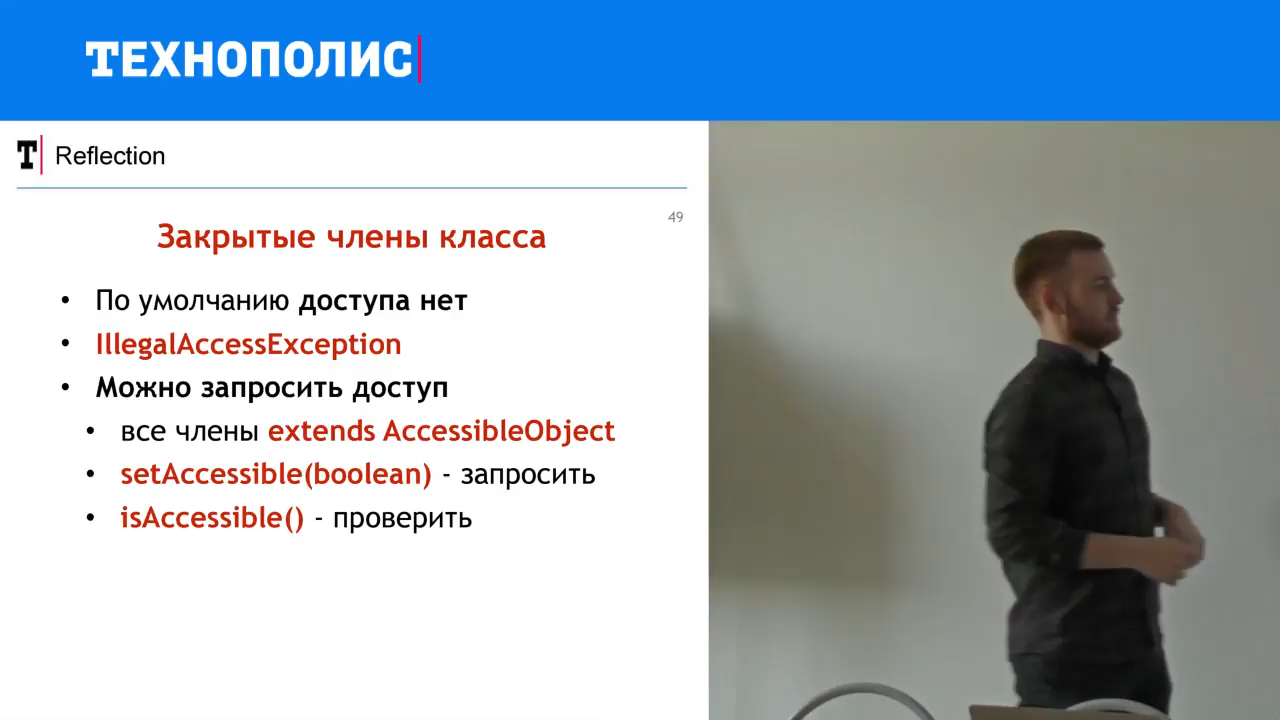 ТЕХНОПОЛИС
Т Reflection
49
Закрытые члены класса
• По умолчанию доступа нет
• IllegalAccessException
• Можно запросить доступ
• все члены extends AccessibleObject
• setAccessible(boolean) - запросить
• isAccessible() - проверить